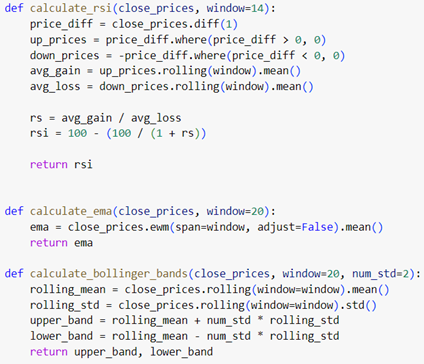 def calculate_rsi(close_prices, window=14):
    price_diff = close_prices.diff(1)
    up_prices = price_diff.where(price_diff > 0, 0)
    down_prices = -price_diff.where(price_diff < 0, 0)
    avg_gain = up_prices.rolling(window).mean()
    avg_loss = down_prices.rolling(window).mean()

    rs = avg_gain / avg_loss
    rsi = 100 - (100 / (1 + rs))

    return rsi


def calculate_ema(close_prices, window=20):
    ema = close_prices.ewm(span=window, adjust=False).mean()
    return ema

def calculate_bollinger_bands(close_prices, window=20, num_std=2):
    rolling_mean = close_prices.rolling(window=window).mean()
    rolling_std = close_prices.rolling(window=window).std()
    upper_band = rolling_mean + num_std * rolling_std
    lower_band = rolling_mean - num_std * rolling_std
    return upper_band, lower_band